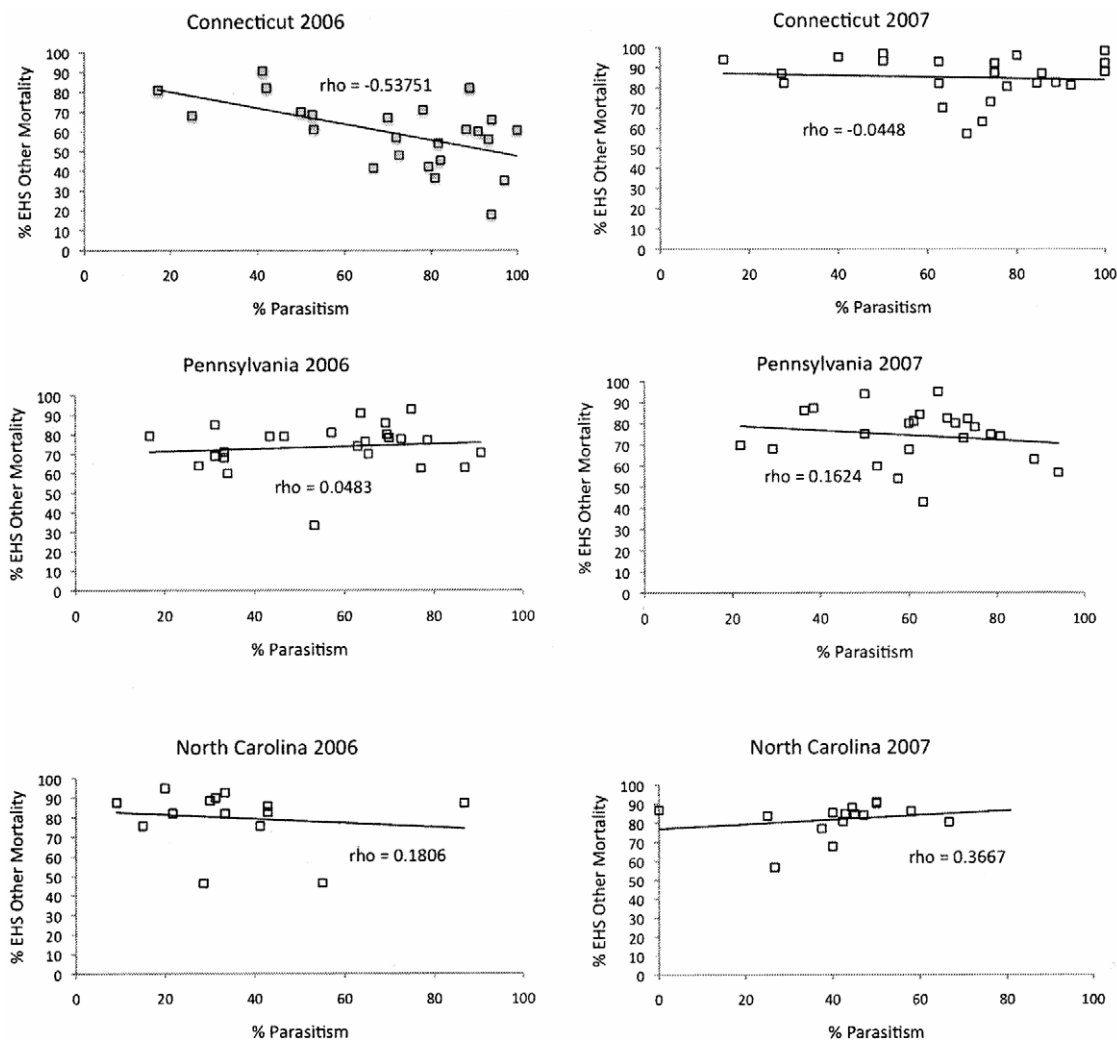 Connecticut 2006
100
90
80
70
60
50
40
30
20
10
0
% EHS Other Mortality
rho = -0.53751
0 20 40 60 80 100
% Parasitism
Connecticut 2007
100
90
80
70
60
50
40
30
20
10
0
% EHS Other Mortality
rho = -0.0448
0 20 40 60 80 100
% Parasitism
Pennsylvania 2006
100
90
80
70
60
50
40
30
20
10
0
% EHS Other Mortality
rho = 0.0483
0 20 40 60 80 100
% Parasitism
Pennsylvania 2007
100
90
80
70
60
50
40
30
20
10
0
% EHS Other Mortality
rho = 0.1624
0 20 40 60 80 100
% Parasitism
North Carolina 2006
100
90
80
70
60
50
40
30
20
10
0
% EHS Other Mortality
rho = 0.1806
0 20 40 60 80 100
% Parasitism
North Carolina 2007
100
90
80
70
60
50
40
30
20
10
0
% EHS Other Mortality
rho = 0.3667
0 20 40 60 80 100
% Parasitism